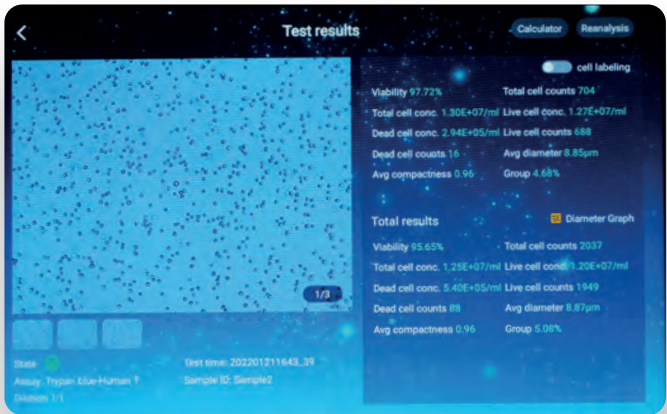 Test results
Calculator
Reanalysis
cell labeling
Viability 97.72% Total cell counts 704
Total cell conc. 1.30E+07/ml Live cell conc. 1.27E+07/ml
Dead cell conc. 2.94E+05/ml Live cell counts 688
Dead cell counts 16 Avg diameter 8.85μm
Avg compactness 0.96 Group 4.68%
Total results Diameter Graph
Viability 95.65% Total cell counts 2037
Total cell conc. 1.25E+07/ml Live cell conc. 1.20E+07/ml
Dead cell conc. 5.40E+05/ml Live cell counts 1949
Dead cell counts 88 Avg diameter 8.87μm
Avg compactness 0.96 Group 5.08%
1/3
State Test time: 202201211643_39
Assay: Trypan blue-Human T Sample ID: Sample2
Dilution: 1/1